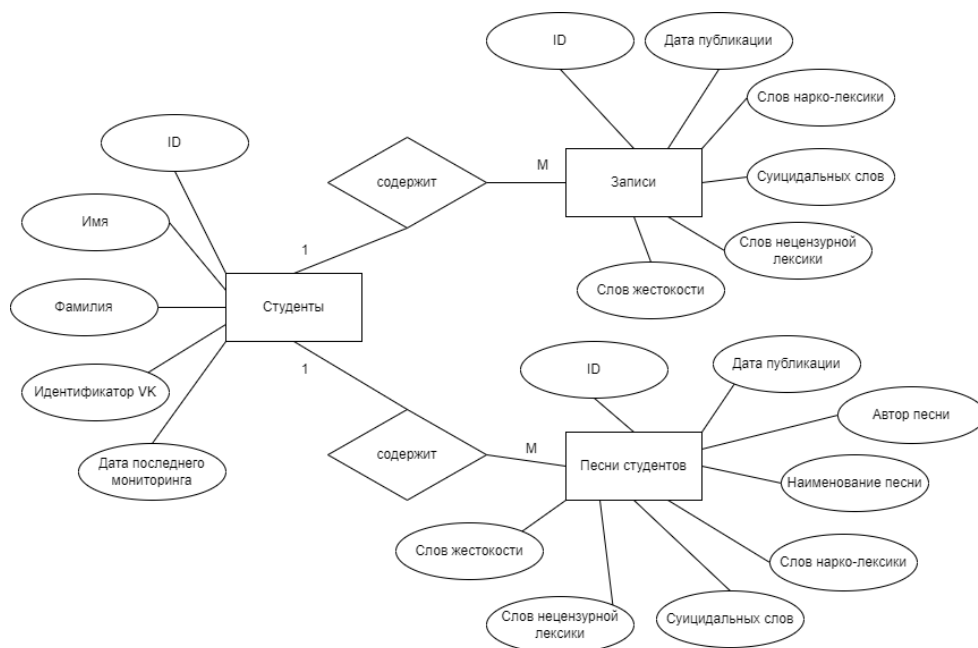 ID
Дата публикации
Слов нарко-лексики
ID
содержит
М
Записи
Суицидальных слов
Имя
1
Слов нецензурной
лексики
Слов жестокости
Фамилия
Студенты
ID
Дата публикации
1
Идентификатор VK
Автор песни
Дата последнего
мониторинга
содержит
М
Песни студентов
Наименование песни
Слов жестокости
Слов нарко-лексики
Слов нецензурной
лексики
Суицидальных слов